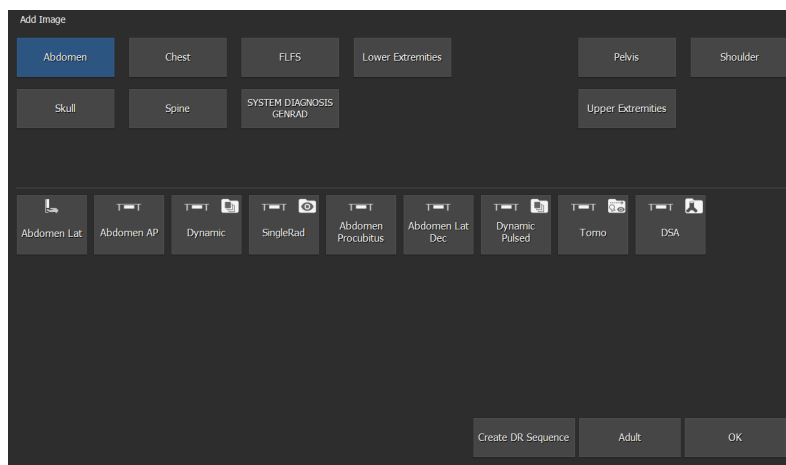 Add Image
Abdomen
Chest
FLFS
Lower Extremities
Pelvis
Shoulder
Skull
Spine
SYSTEM DIAGNOSIS
GENRAD
Upper Extremities
Abdomen Lat
Abdomen AP
Dynamic
SingleRad
Abdomen
Procubitus
Abdomen Lat
Dec
Dynamic
Pulsed
Tomo
DSA
Create DR Sequence
Adult
OK